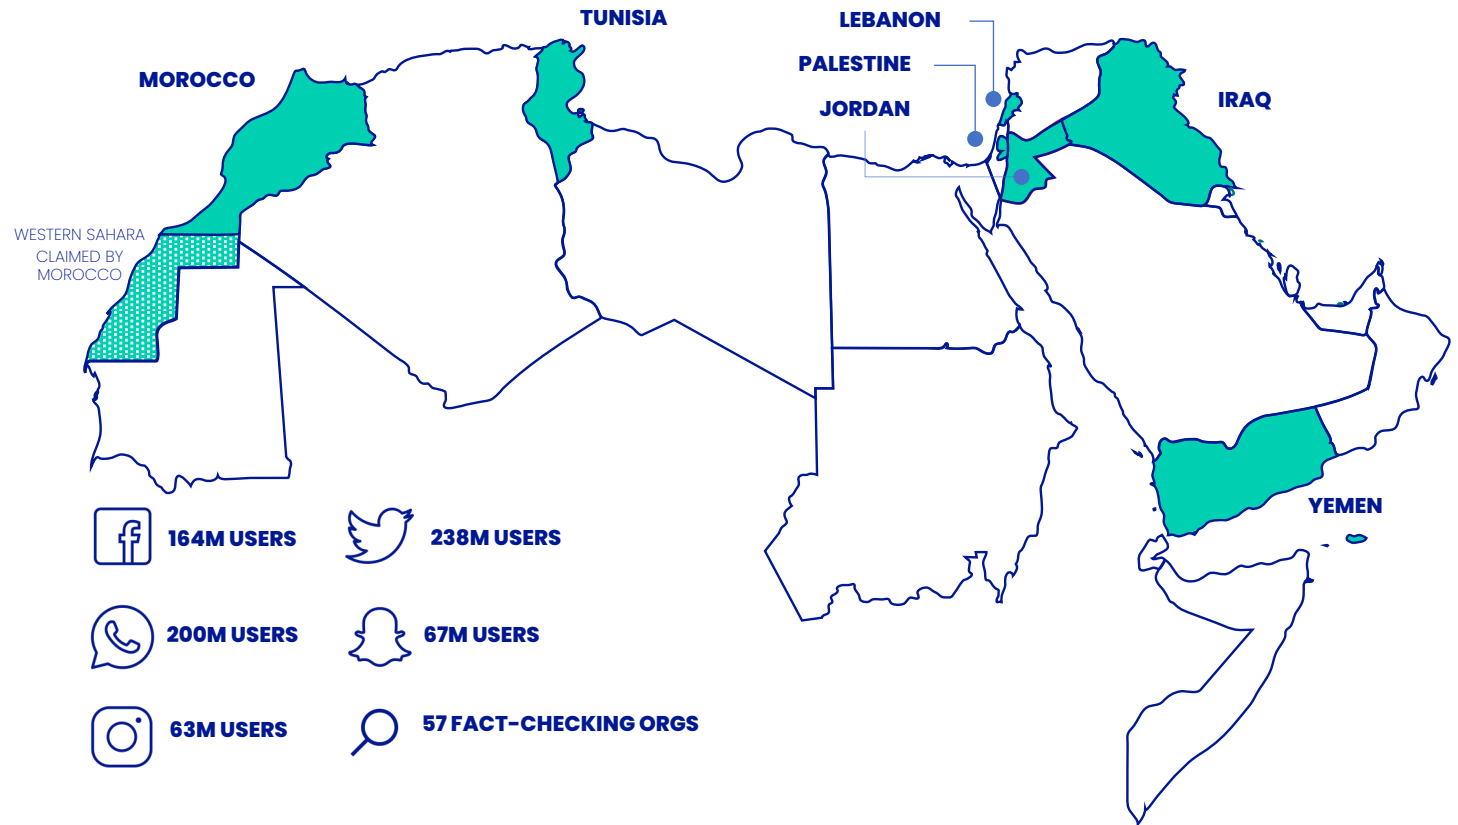 TUNISIA
LEBANON
PALESTINE
MOROCCO
IRAQ
JORDAN
WESTERN SAHARA
CLAIMED BY
MOROCCO
YEMEN
164M USERS
238M USERS
200M USERS
67M USERS
63M USERS
57 FACT-CHECKING ORGS